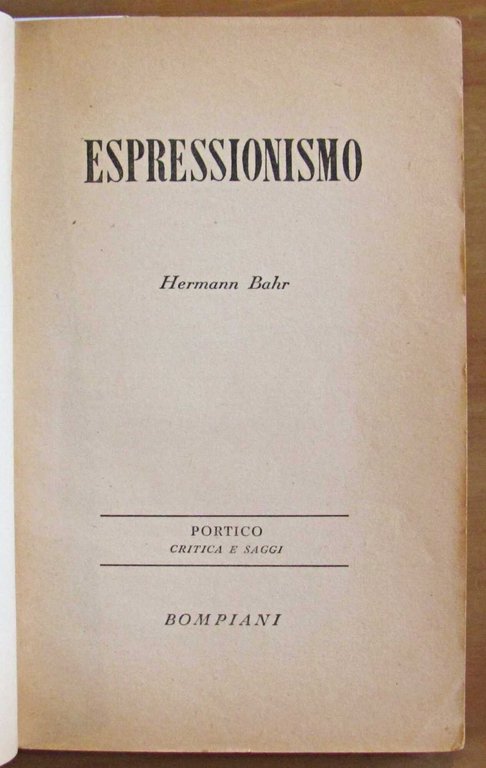 ESPRESSIONISMO
Hermann Bahr
PORTICO
CRITICA E SAGGI
BOMPIANI